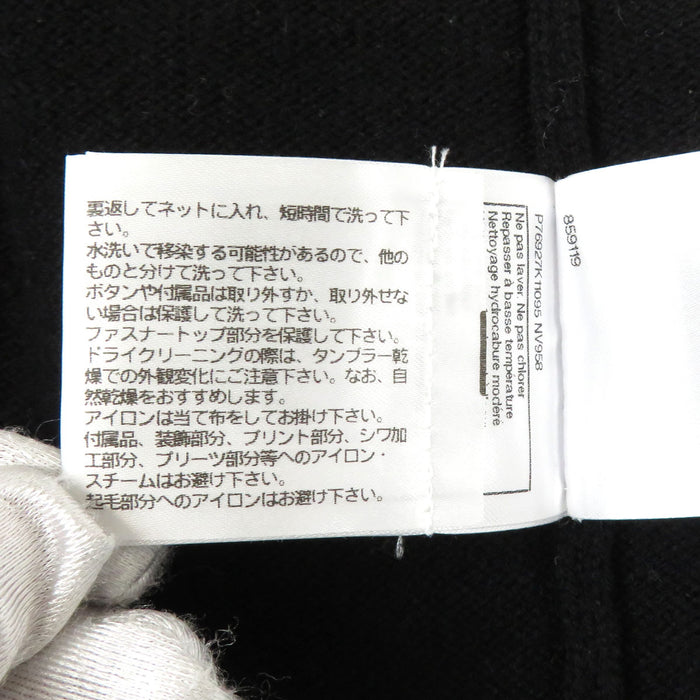 裏返してネットに入れ、短時間で洗って下
さい。
水洗いで移染する可能性があるので、他の
ものと分けて洗って下さい。
ボタンや付属品は取り外すか、取り外せな
い場合は保護して洗って下さい。
ファスナートップ部分を保護して下さい。
ドライクリーニングの際は、タンブラー乾
燥での外観変化にご注意下さい。なお、自
然乾燥をおすすめします。
アイロンは当て布をしてお掛け下さい。
付属品、装飾部分、プリント部分、シワ加
工部分、プリーツ部分等へのアイロン・
スチームはお避け下さい。
起毛部分へのアイロンはお避け下さい。
P76927K11095 NV958
Ne pas laver. Ne pas chlorer
Repasser à basse température
Nettoyage hydrocabure modéré
859119